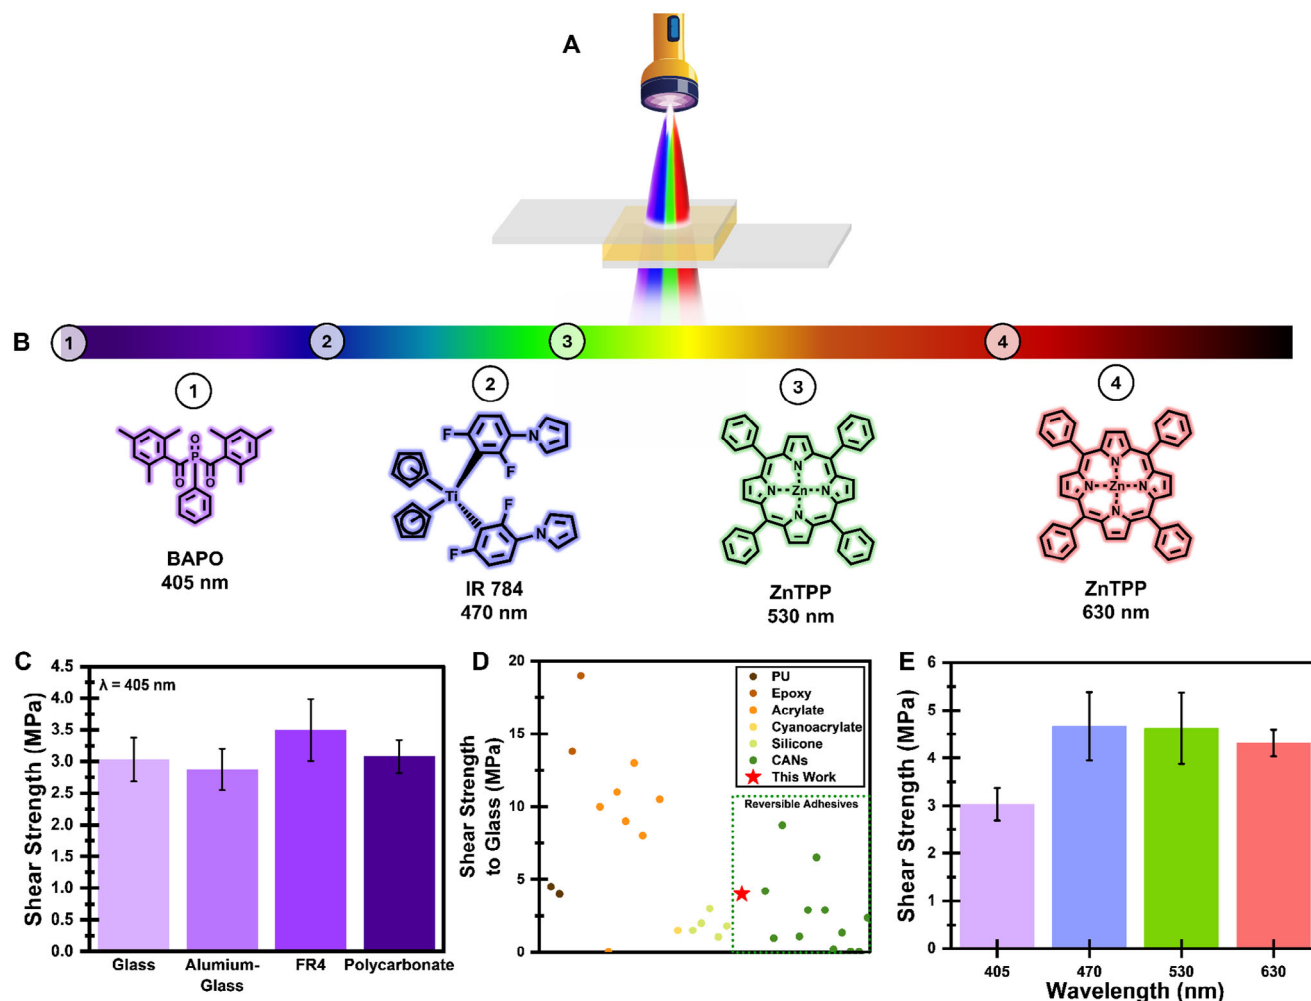 A
B
1
2
3
4
1
2
3
4
O
P
O
O
BAPO
405 nm
F
N
F
Ti
F
N
F
IR 784
470 nm
N
N
Zn
N
N
ZnTPP
530 nm
N
N
Zn
N
N
ZnTPP
630 nm
C
Shear Strength (MPa)
4.5
4.0
3.5
3.0
2.5
2.0
1.5
1.0
0.5
0.0
λ = 405 nm
Glass
Alumium-
Glass
FR4
Polycarbonate
D
Shear Strength
to Glass (MPa)
20
15
10
5
0
PU
Epoxy
Acrylate
Cyanoacrylate
Silicone
CANs
This Work
Reversible Adhesives
E
Shear Strength (MPa)
6
5
4
3
2
1
0
405
470
530
630
Wavelength (nm)